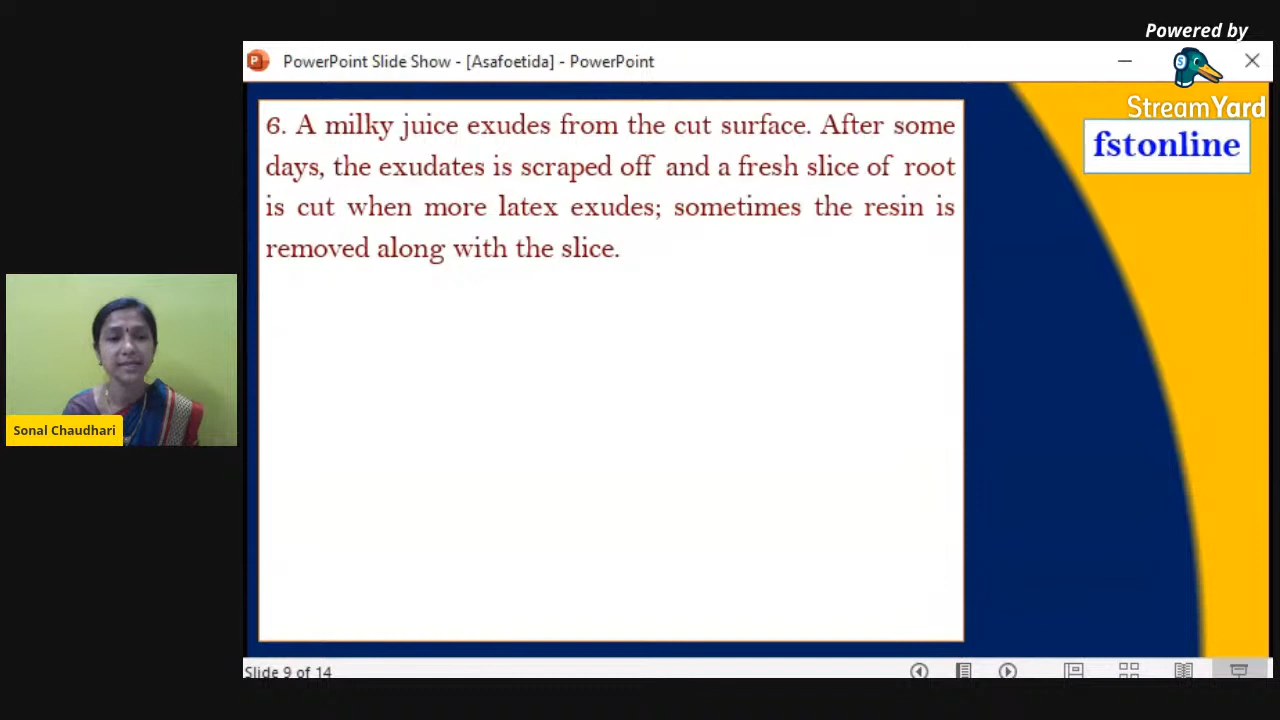 Powered by
PowerPoint Slide Show - [Asafoetida] - PowerPoint
StreamYard
fstonline
6. A milky juice exudes from the cut surface. After some
days, the exudates is scraped off and a fresh slice of root
is cut when more latex exudes; sometimes the resin is
removed along with the slice.
Sonal Chaudhari
Slide 9 of 14